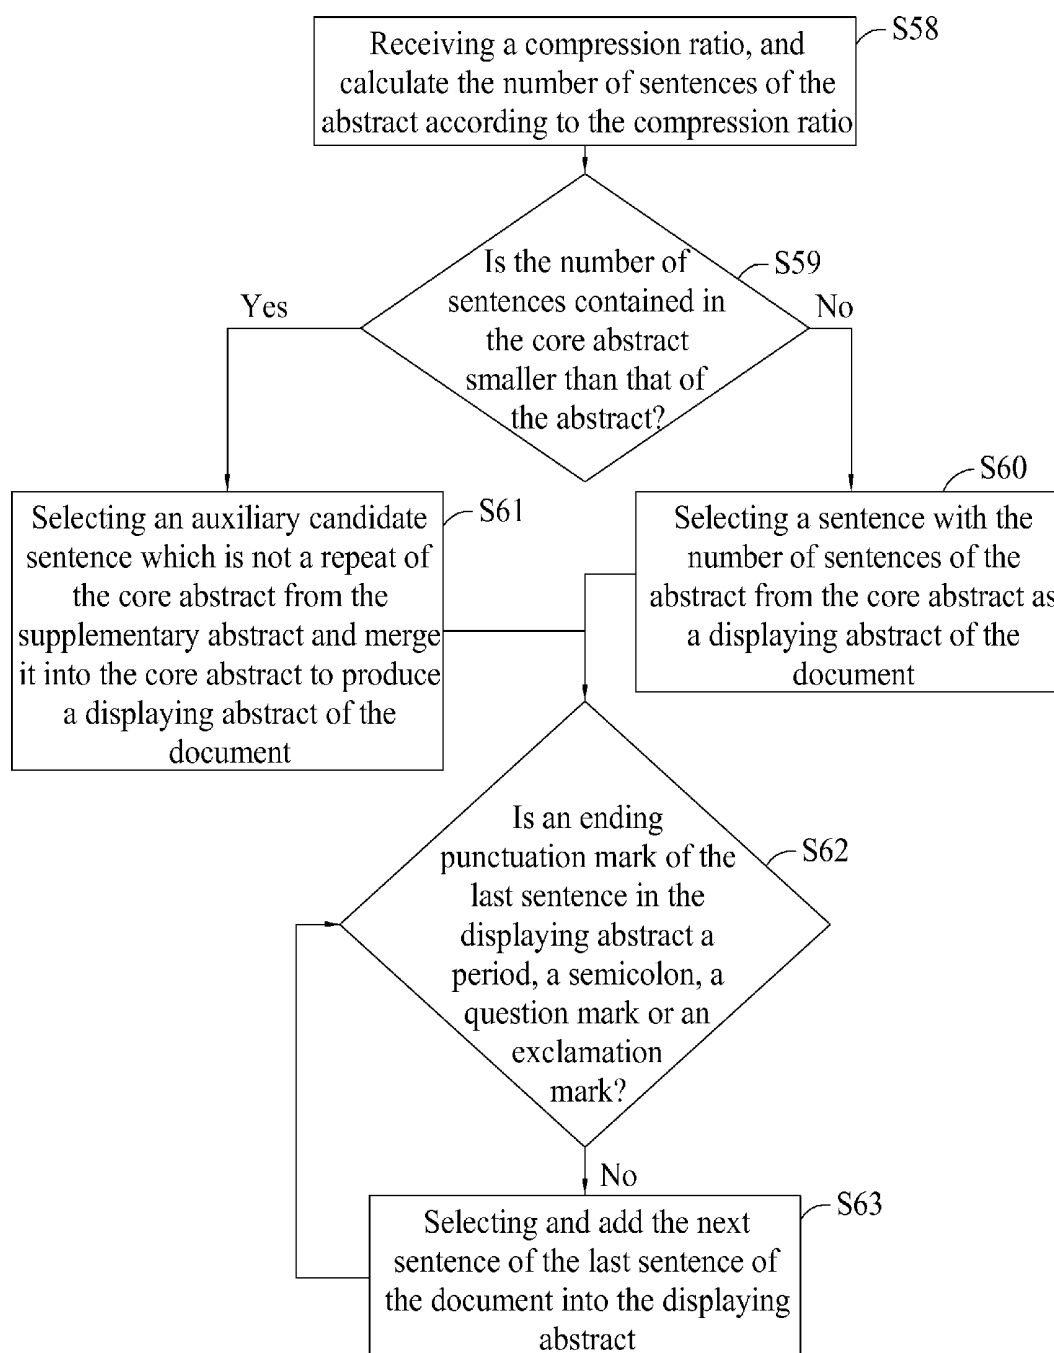 S58
Receiving a compression ratio, and
calculate the number of sentences of the
abstract according to the compression ratio
S59
Is the number of
sentences contained in
the core abstract
smaller than that of
the abstract?
Yes
No
S61
Selecting an auxiliary candidate
sentence which is not a repeat of
the core abstract from the
supplementary abstract and merge
it into the core abstract to produce
a displaying abstract of the
document
S60
Selecting a sentence with the
number of sentences of the
abstract from the core abstract as
a displaying abstract of the
document
S62
Is an ending
punctuation mark of the
last sentence in the
displaying abstract a
period, a semicolon, a
question mark or an
exclamation
mark?
No
S63
Selecting and add the next
sentence of the last sentence of
the document into the displaying
abstract